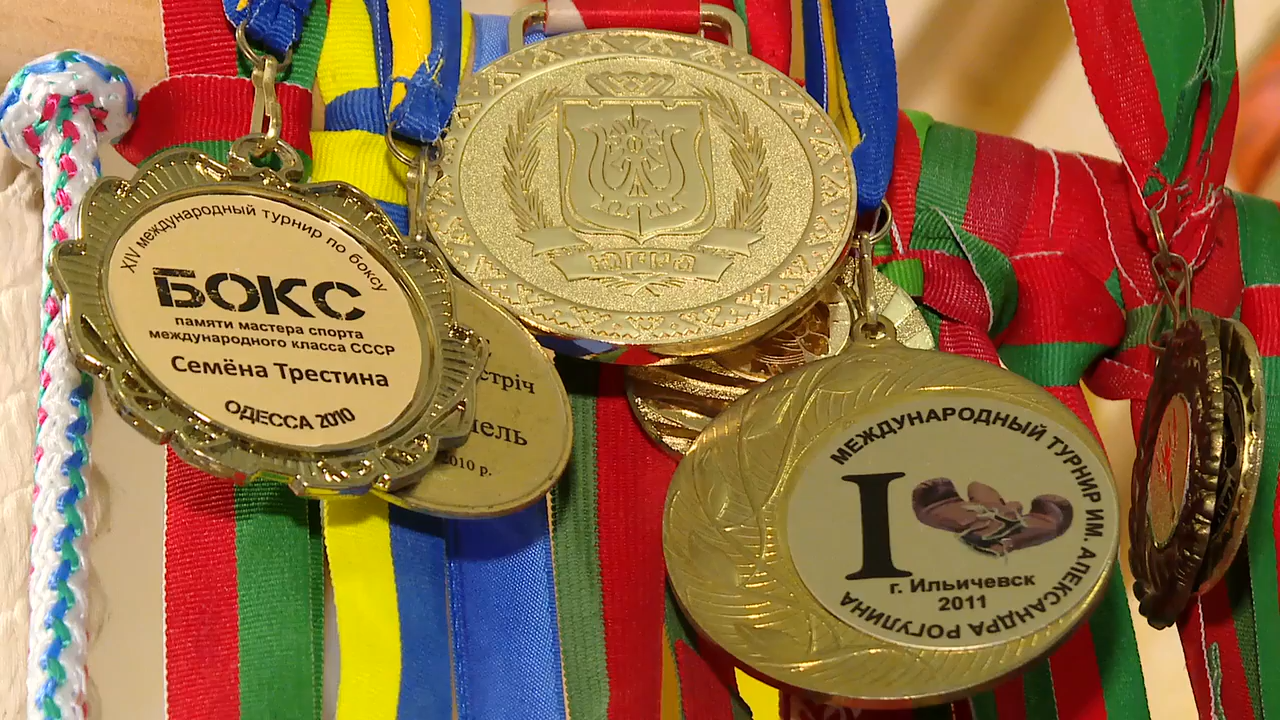 XIV международный турнир по боксу
БОКС
памяти мастера спорта
международного класса СССР
Семёна Трестина
ОДЕССА 2010
2010 р.
ЮГРА
МЕЖДУНАРОДНЫЙ ТУРНИР ИМ. АЛЕКСАНДРА РОГУЛИНА
I
г. Ильичевск
2011